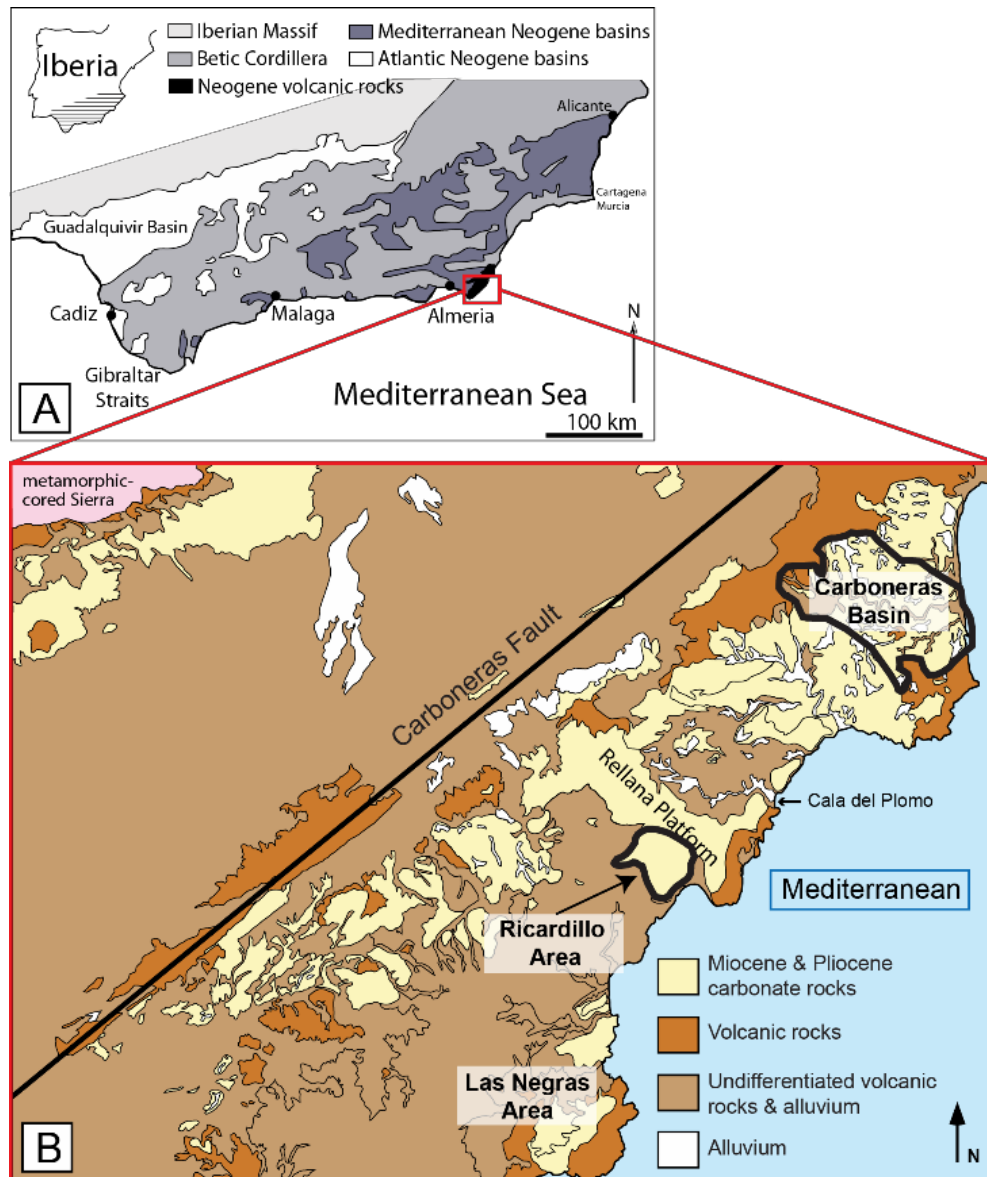 Iberia
Iberian Massif
Mediterranean Neogene basins
Betic Cordillera
Atlantic Neogene basins
Neogene volcanic rocks
Alicante
Cartagena
Murcia
Guadalquivir Basin
Cadiz
Malaga
Almeria
N
Gibraltar
Straits
A
Mediterranean Sea
100 km
metamorphic-
cored Sierra
Carboneras
Basin
Carboneras Fault
Rellana Platform
Cala del Plomo
Mediterranean
Ricardillo
Area
Miocene & Pliocene
carbonate rocks
Volcanic rocks
Las Negras
Area
Undifferentiated volcanic
rocks & alluvium
Alluvium
B
N